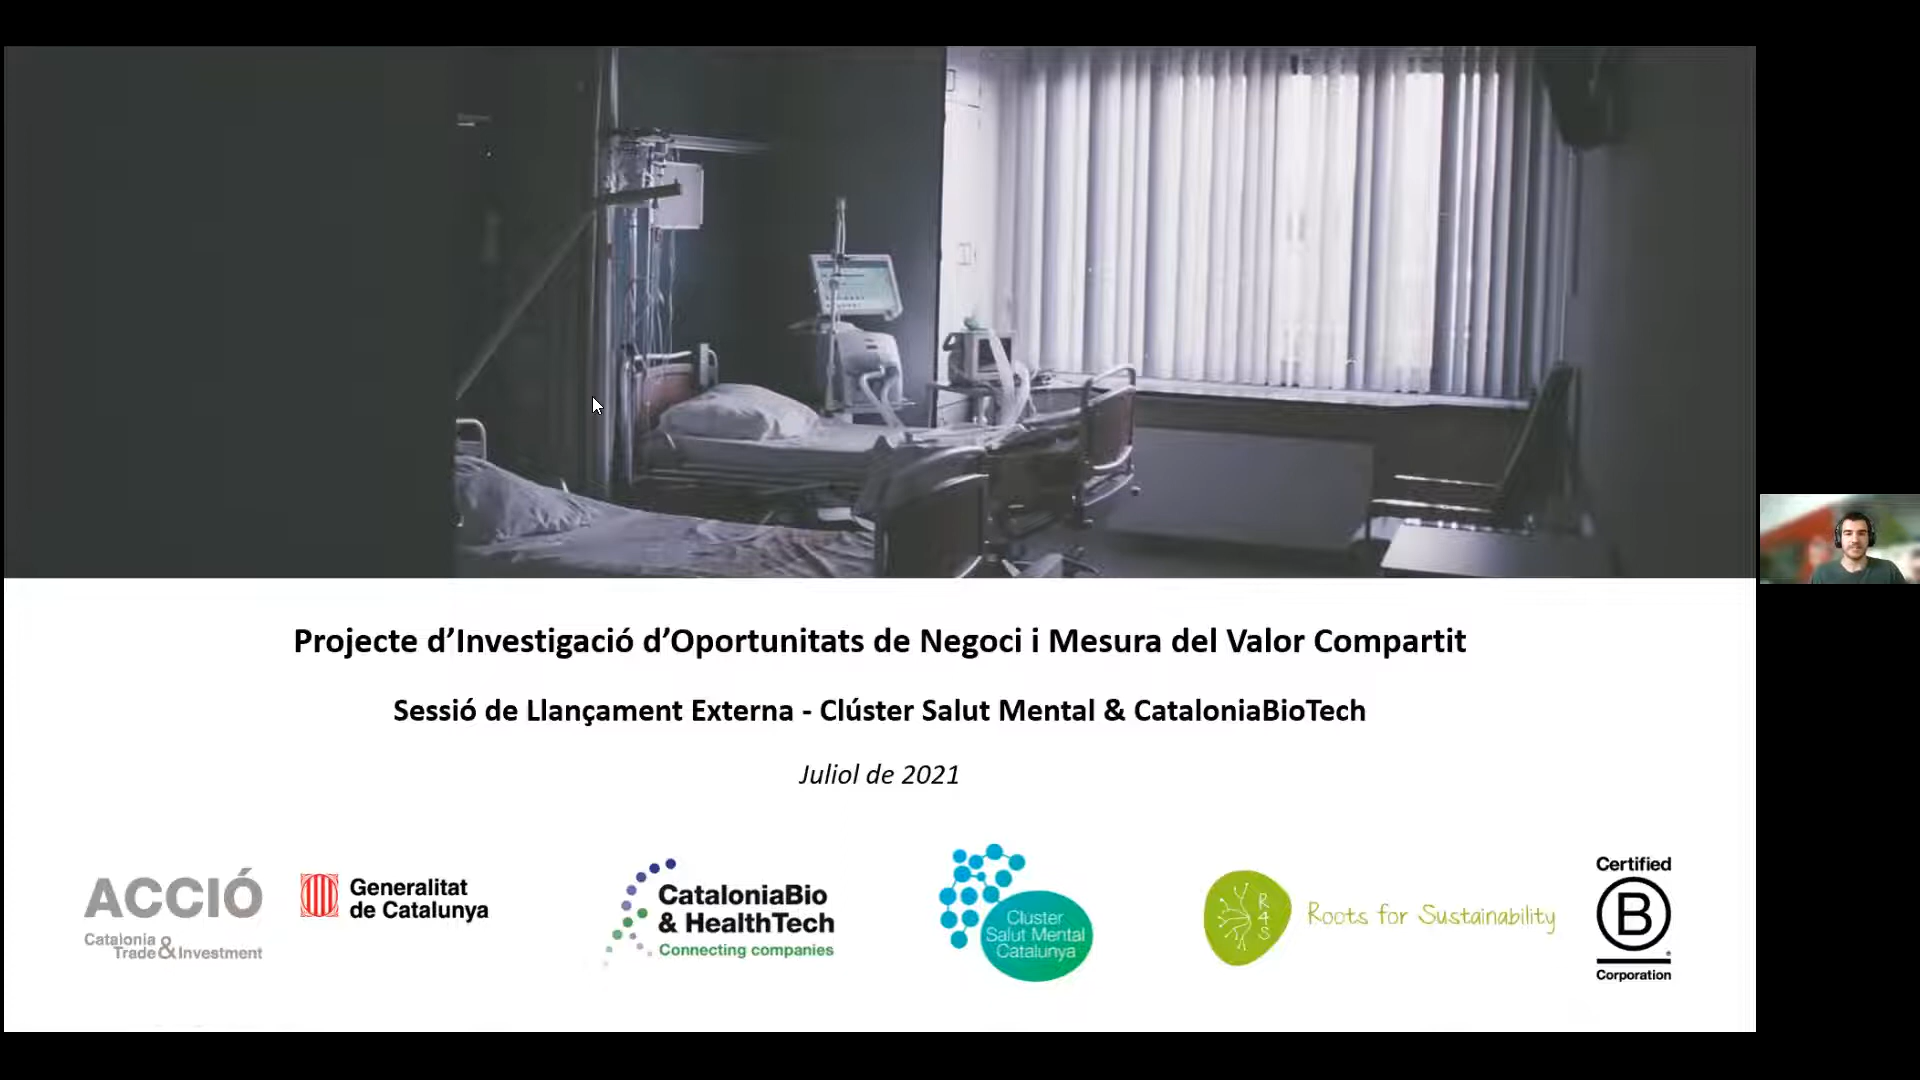 Projecte d’Investigació d’Oportunitats de Negoci i Mesura del Valor Compartit
Sessió de Llançament Externa - Clúster Salut Mental & CataloniaBioTech
Juliol de 2021
ACCIÓ
Catalonia
Trade & Investment
Generalitat
de Catalunya
CataloniaBio
& HealthTech
Connecting companies
Clúster
Salut Mental
Catalunya
R4S
Roots for Sustainability
Certified
B
Corporation